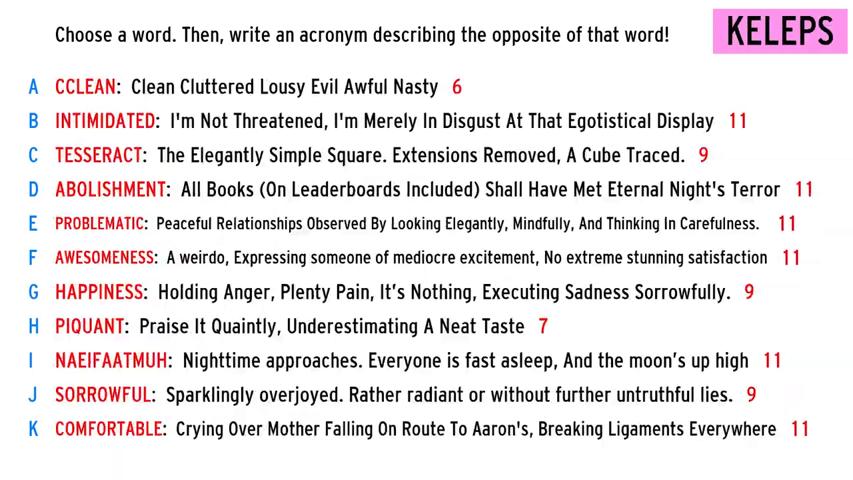 Choose a word. Then, write an acronym describing the opposite of that word!
KELEPS
A CCLEAN: Clean Cluttered Lousy Evil Awful Nasty 6
B INTIMIDATED: I'm Not Threatened, I'm Merely In Disgust At That Egotistical Display 11
C TESSERACT: The Elegantly Simple Square. Extensions Removed, A Cube Traced. 9
D ABOLISHMENT: All Books (On Leaderboards Included) Shall Have Met Eternal Night's Terror 11
E PROBLEMATIC: Peaceful Relationships Observed By Looking Elegantly, Mindfully, And Thinking In Carefulness. 11
F AWESOMENESS: A weirdo, Expressing someone of mediocre excitement, No extreme stunning satisfaction 11
G HAPPINESS: Holding Anger, Plenty Pain, It's Nothing, Executing Sadness Sorrowfully. 9
H PIQUANT: Praise It Quaintly, Underestimating A Neat Taste 7
I NAEIFAATMUH: Nighttime approaches. Everyone is fast asleep, And the moon's up high 11
J SORROWFUL: Sparklingly overjoyed. Rather radiant or without further untruthful lies. 9
K COMFORTABLE: Crying Over Mother Falling On Route To Aaron's, Breaking Ligaments Everywhere 11